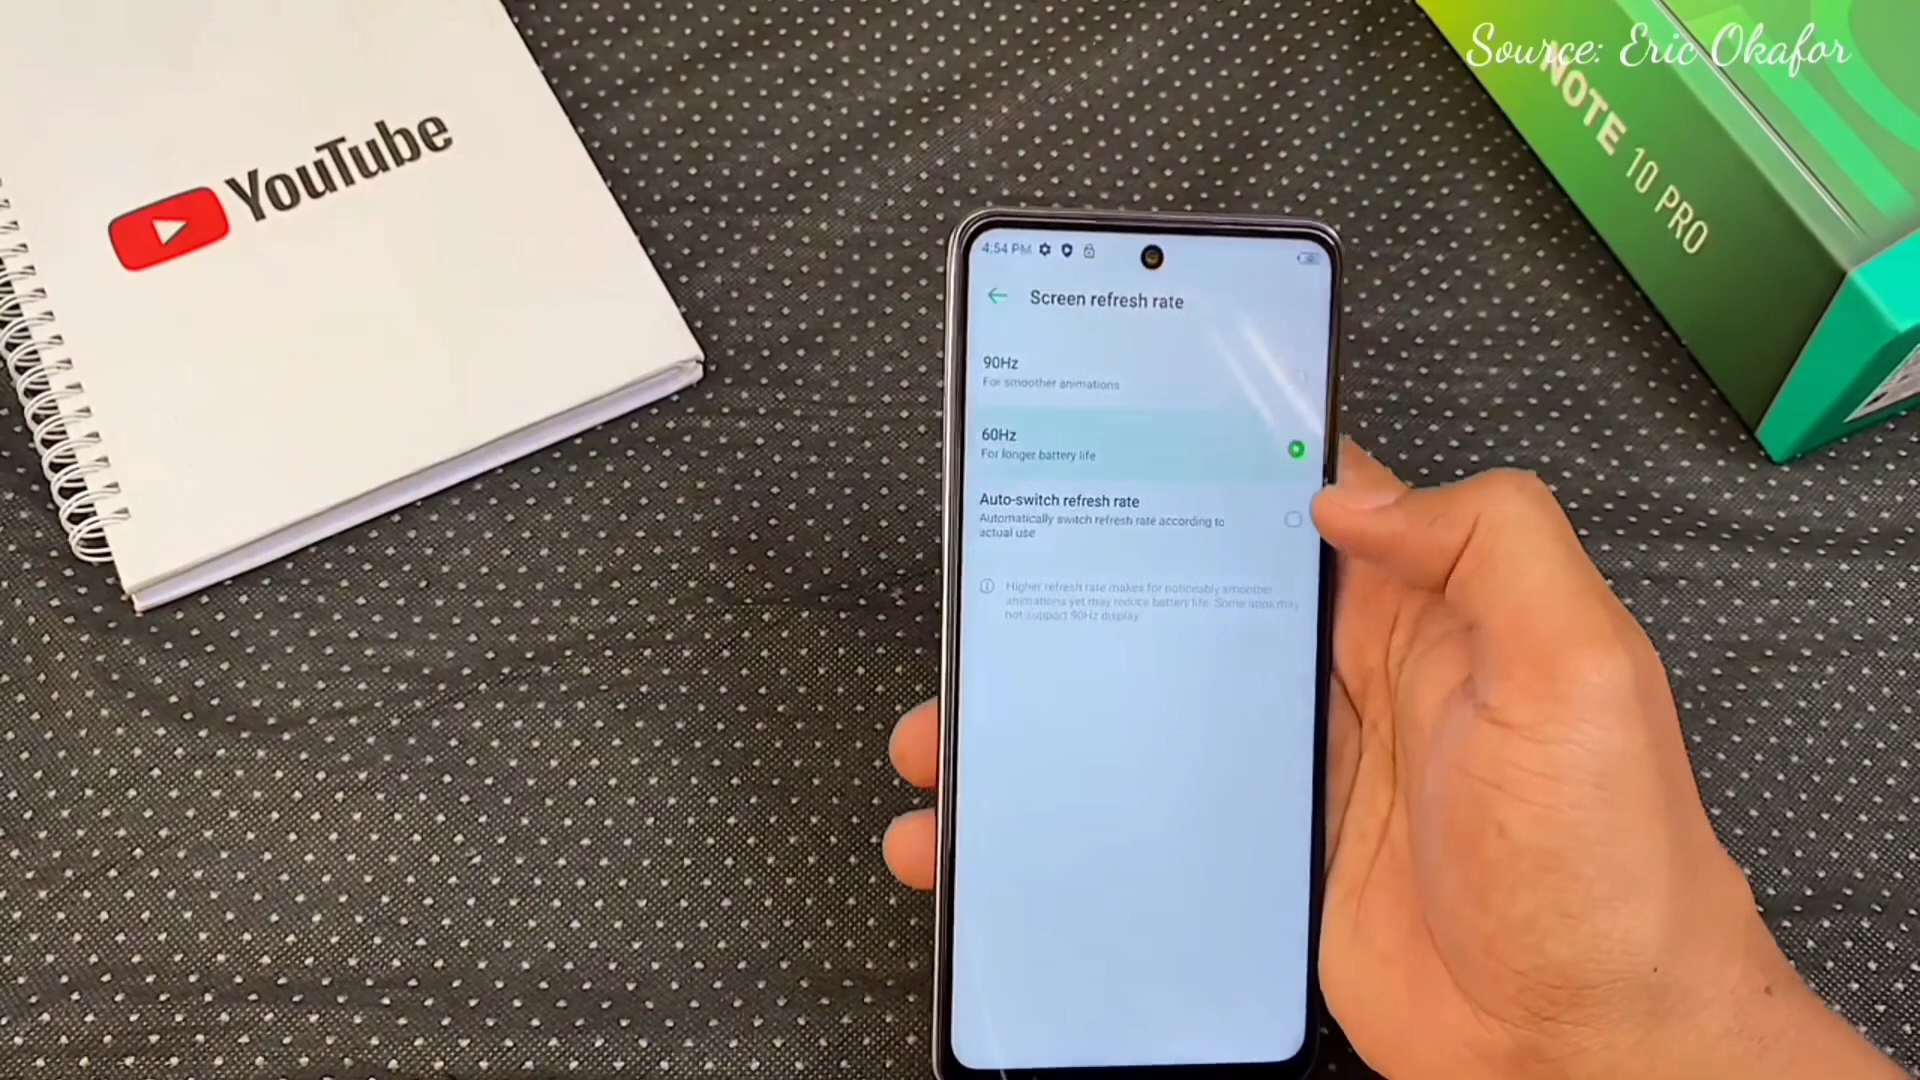 Source: Eric Okafor
YouTube
NOTE 10 PRO
4:54 PM
Screen refresh rate
90Hz
For smoother animations
60Hz
For longer battery life
Auto-switch refresh rate
Automatically switch refresh rate according to
actual use
Higher refresh rate makes for noticeably smoother
animations yet may reduce battery life. Some apps may
not support 90Hz display.